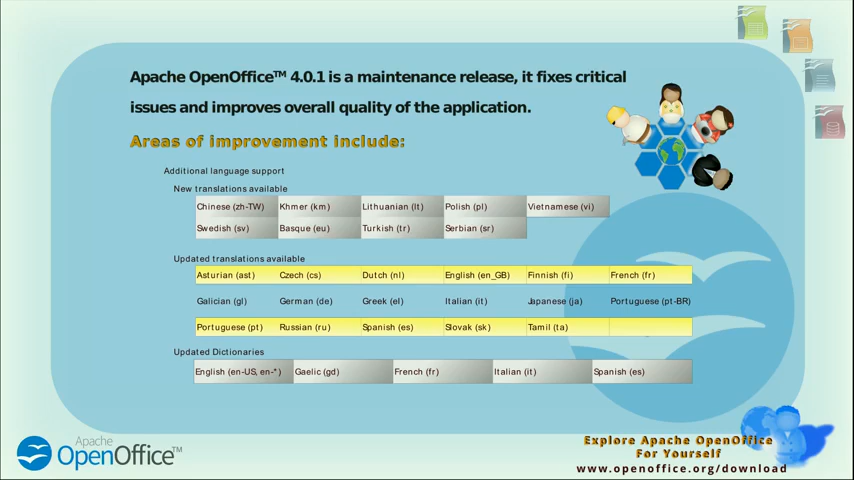 Apache OpenOffice™ 4.0.1 is a maintenance release, it fixes critical
issues and improves overall quality of the application.
Areas of improvement include:
Additional language support
New translations available
Chinese (zh-TW) Khmer (km) Lithuanian (lt) Polish (pl) Vietnamese (vi)
Swedish (sv) Basque (eu) Turkish (tr) Serbian (sr)
Updated translations available
Asturian (ast) Czech (cs) Dutch (nl) English (en_GB) Finnish (fi) French (fr)
Galician (gl) German (de) Greek (el) Italian (it) Japanese (ja) Portuguese (pt-BR)
Portuguese (pt) Russian (ru) Spanish (es) Slovak (sk) Tamil (ta)
Updated Dictionaries
English (en-US, en-*) Gaelic (gd) French (fr) Italian (it) Spanish (es)
Apache
OpenOffice™
Explore Apache OpenOffice
For Yourself
www.openoffice.org/download